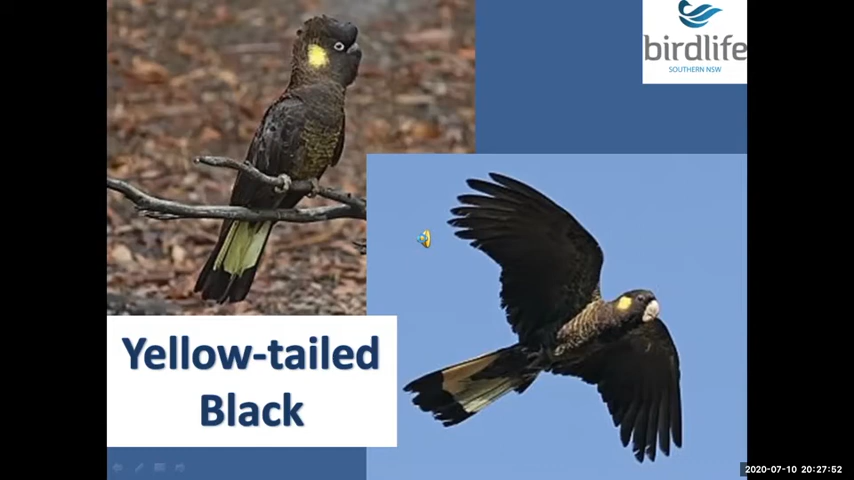 birdlife
SOUTHERN NSW
Yellow-tailed
Black
2020-07-10 20:27:52